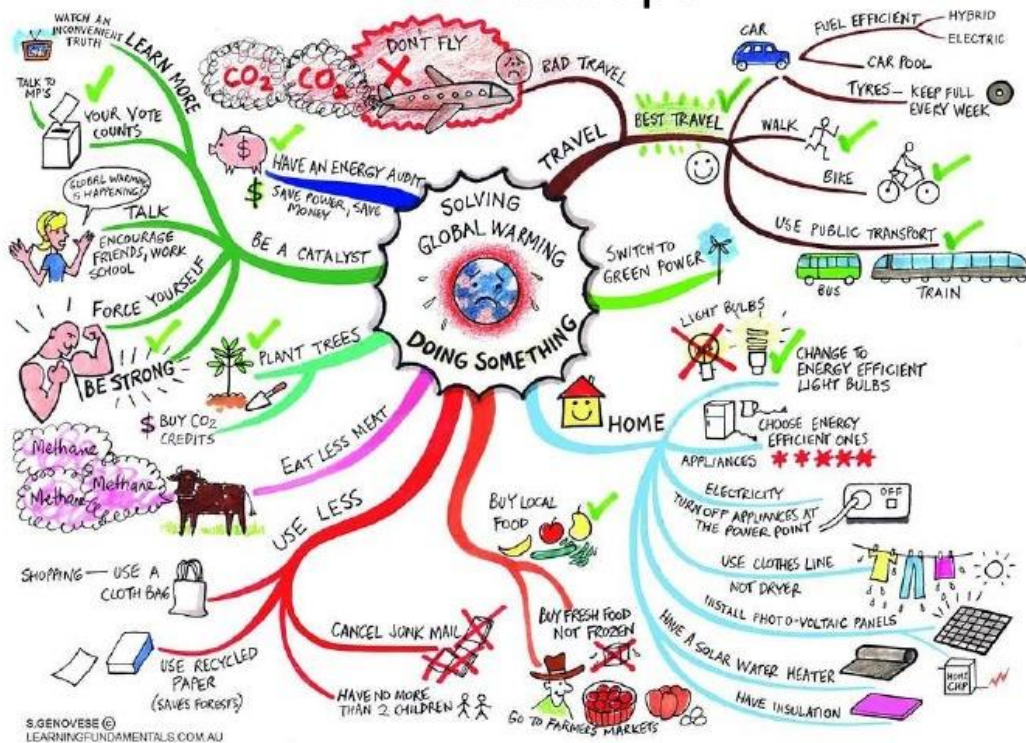 SOLVING
GLOBAL WARMING
DOING SOMETHING
TRAVEL
BAD TRAVEL
DON'T FLY
CO2
CO2
BEST TRAVEL
CAR
FUEL EFFICIENT
HYBRID
ELECTRIC
CAR POOL
TYRES — KEEP FULL
EVERY WEEK
WALK
BIKE
USE PUBLIC TRANSPORT
BUS
TRAIN
SWITCH TO
GREEN POWER
HOME
LIGHT BULBS
CHANGE TO
ENERGY EFFICIENT
LIGHT BULBS
APPLIANCES
CHOOSE ENERGY
EFFICIENT ONES
ELECTRICITY
TURN OFF APPLIANCES AT
THE POWER POINT
OFF
USE CLOTHES LINE
NOT DRYER
INSTALL PHOTO-VOLTAIC PANELS
HOME
CHP
HAVE A SOLAR WATER HEATER
HAVE INSULATION
BUY LOCAL
FOOD
BUY FRESH FOOD
NOT FROZEN
GO TO FARMERS MARKETS
USE LESS
CANCEL JUNK MAIL
HAVE NO MORE
THAN 2 CHILDREN
SHOPPING — USE A
CLOTH BAG
USE RECYCLED
PAPER
(SAVES FORESTS)
EAT LESS MEAT
Methane
Methane
Methane
PLANT TREES
$ BUY CO2
CREDITS
BE A CATALYST
LEARN MORE
WATCH AN
INCONVENIENT
TRUTH
YOUR VOTE
COUNTS
TALK TO
MP'S
TALK
GLOBAL WARMING
IS HAPPENING!
ENCOURAGE
FRIENDS, WORK
SCHOOL
FORCE YOURSELF
BE STRONG
HAVE AN ENERGY AUDIT
$ SAVE POWER, SAVE
MONEY
$
S.GENOVESE ©
LEARNINGFUNDAMENTALS.COM.AU